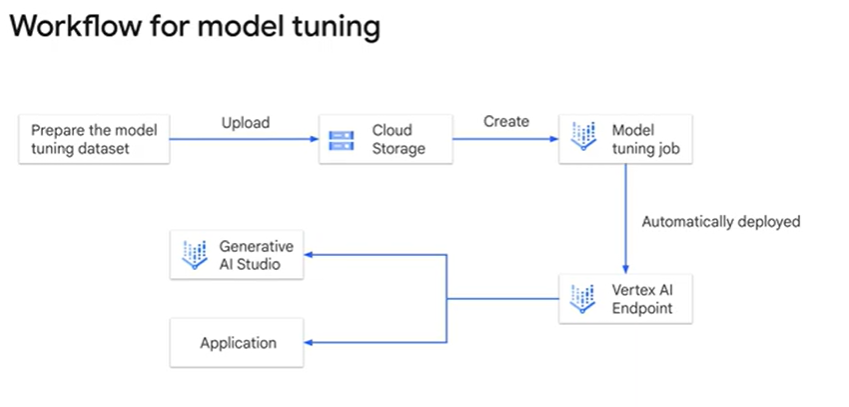 Workflow for model tuning
Prepare the model
tuning dataset
Upload
Cloud
Storage
Create
Model
tuning job
Automatically deployed
Generative
AI Studio
Vertex AI
Endpoint
Application